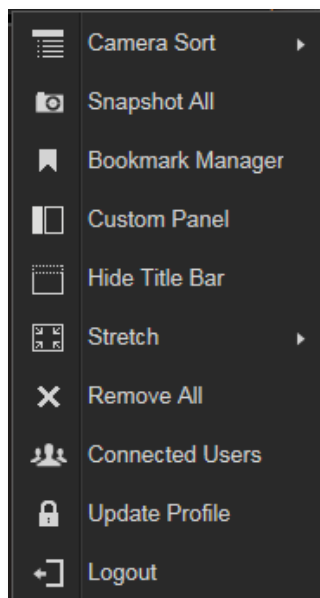 Camera Sort
Snapshot All
Bookmark Manager
Custom Panel
Hide Title Bar
Stretch
Remove All
Connected Users
Update Profile
Logout